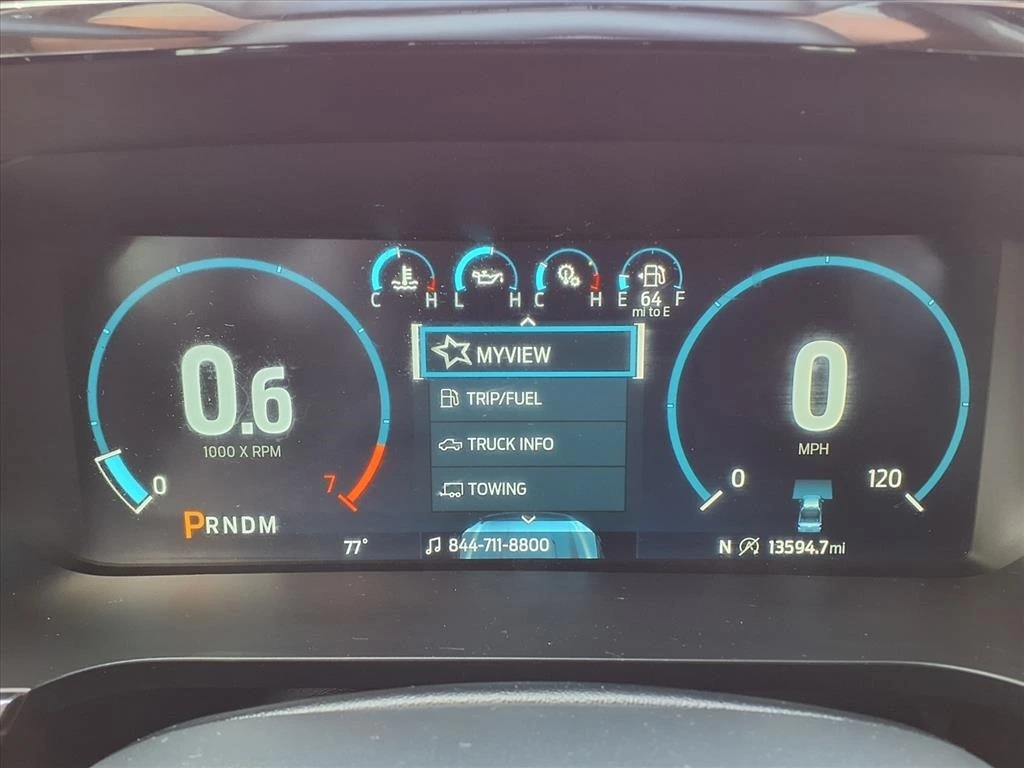 C H L H C H E 64 F
mi to E
MYVIEW
TRIP/FUEL
TRUCK INFO
TOWING
0.6
1000 X RPM
0 7
PRNDM
0
MPH
0 120
77° 844-711-8800 N 13594.7mi